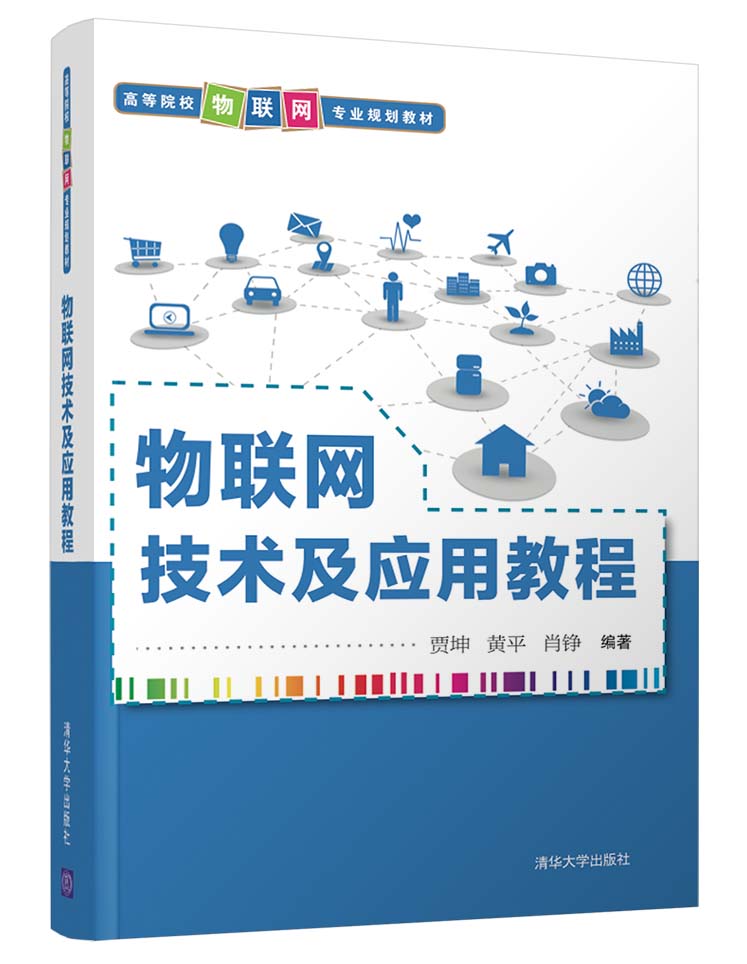 高等院校 物联网 专业规划教材
物联网
技术及应用教程
贾坤 黄平 肖铮 编著
清华大学出版社
高等院校 物联网 专业规划教材
物联网技术及应用教程
清华大学出版社